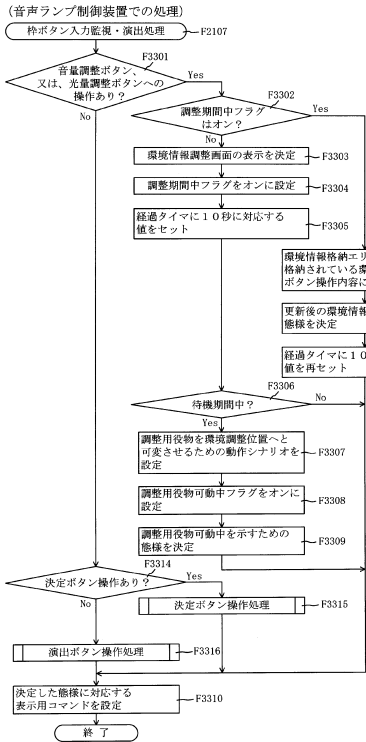 （音声ランプ制御装置での処理）
枠ボタン入力監視・演出処理
F2107
F3301
音量調整ボタン、
又は、光量調整ボタンへの
操作あり？
Yes
No
F3302
調整期間中フラグ
はオン？
Yes
No
環境情報調整画面の表示を決定
F3303
調整期間中フラグをオンに設定
F3304
経過タイマに１０秒に対応する
値をセット
F3305
環境情報格納エリ
格納されている環
ボタン操作内容に
更新後の環境情報
態様を決定
経過タイマに１０
値を再セット
F3306
待機期間中？
No
Yes
調整用役物を環境調整位置へと
可変させるための動作シナリオを
設定
F3307
調整用役物可動中フラグをオンに
設定
F3308
調整用役物可動中を示すための
態様を決定
F3309
F3314
決定ボタン操作あり？
Yes
No
決定ボタン操作処理
F3315
演出ボタン操作処理
F3316
決定した態様に対応する
表示用コマンドを設定
F3310
終了